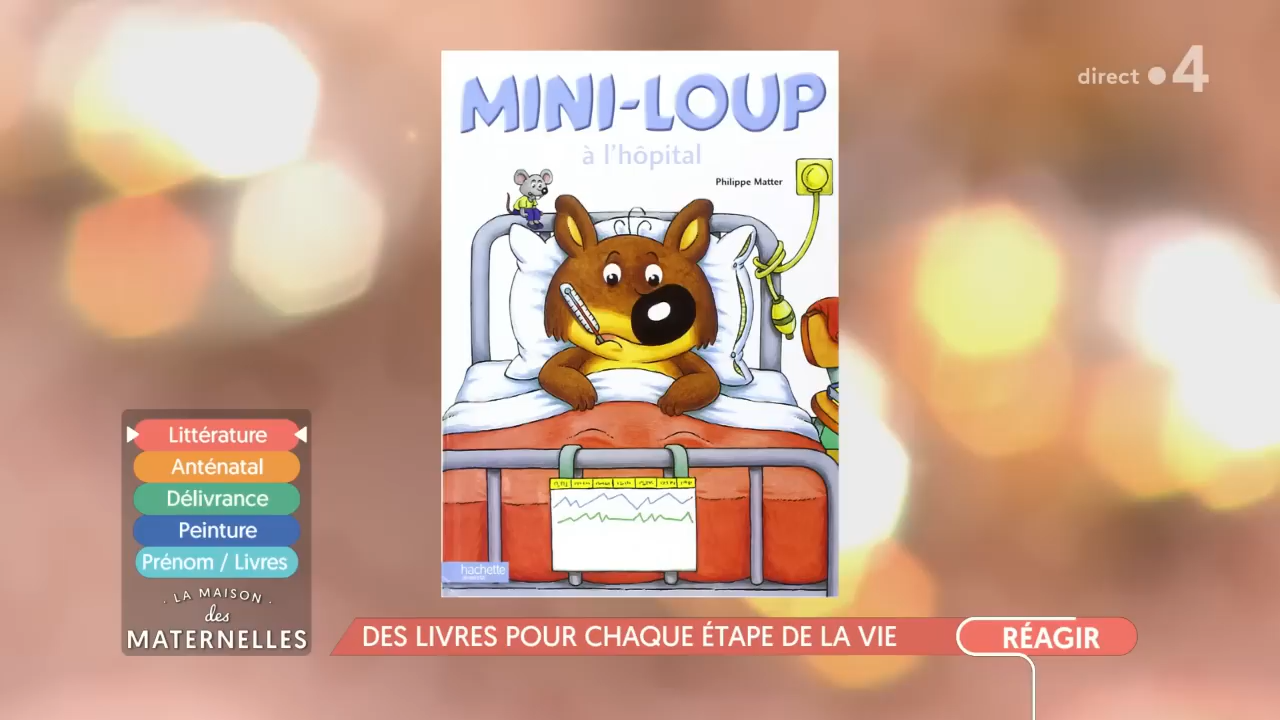 direct 4
MINI-LOUP
à l'hôpital
Philippe Matter
hachette
Littérature
Anténatal
Délivrance
Peinture
Prénom / Livres
. LA MAISON .
des
MATERNELLES
DES LIVRES POUR CHAQUE ÉTAPE DE LA VIE
RÉAGIR